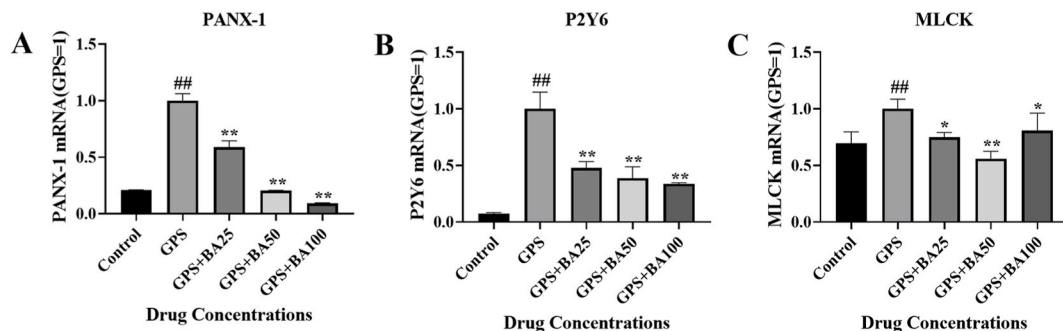 PANX-1
A
PANX-1 mRNA(GPS=1)
1.5
1.0
0.5
0.0
##
**
**
**
Control
GPS
GPS+BA25
GPS+BA50
GPS+BA100
Drug Concentrations
P2Y6
B
P2Y6 mRNA(GPS=1)
1.5
1.0
0.5
0.0
##
**
**
**
Control
GPS
GPS+BA25
GPS+BA50
GPS+BA100
Drug Concentrations
MLCK
C
MLCK mRNA(GPS=1)
1.5
1.0
0.5
0.0
##
*
**
*
Control
GPS
GPS+BA25
GPS+BA50
GPS+BA100
Drug Concentrations